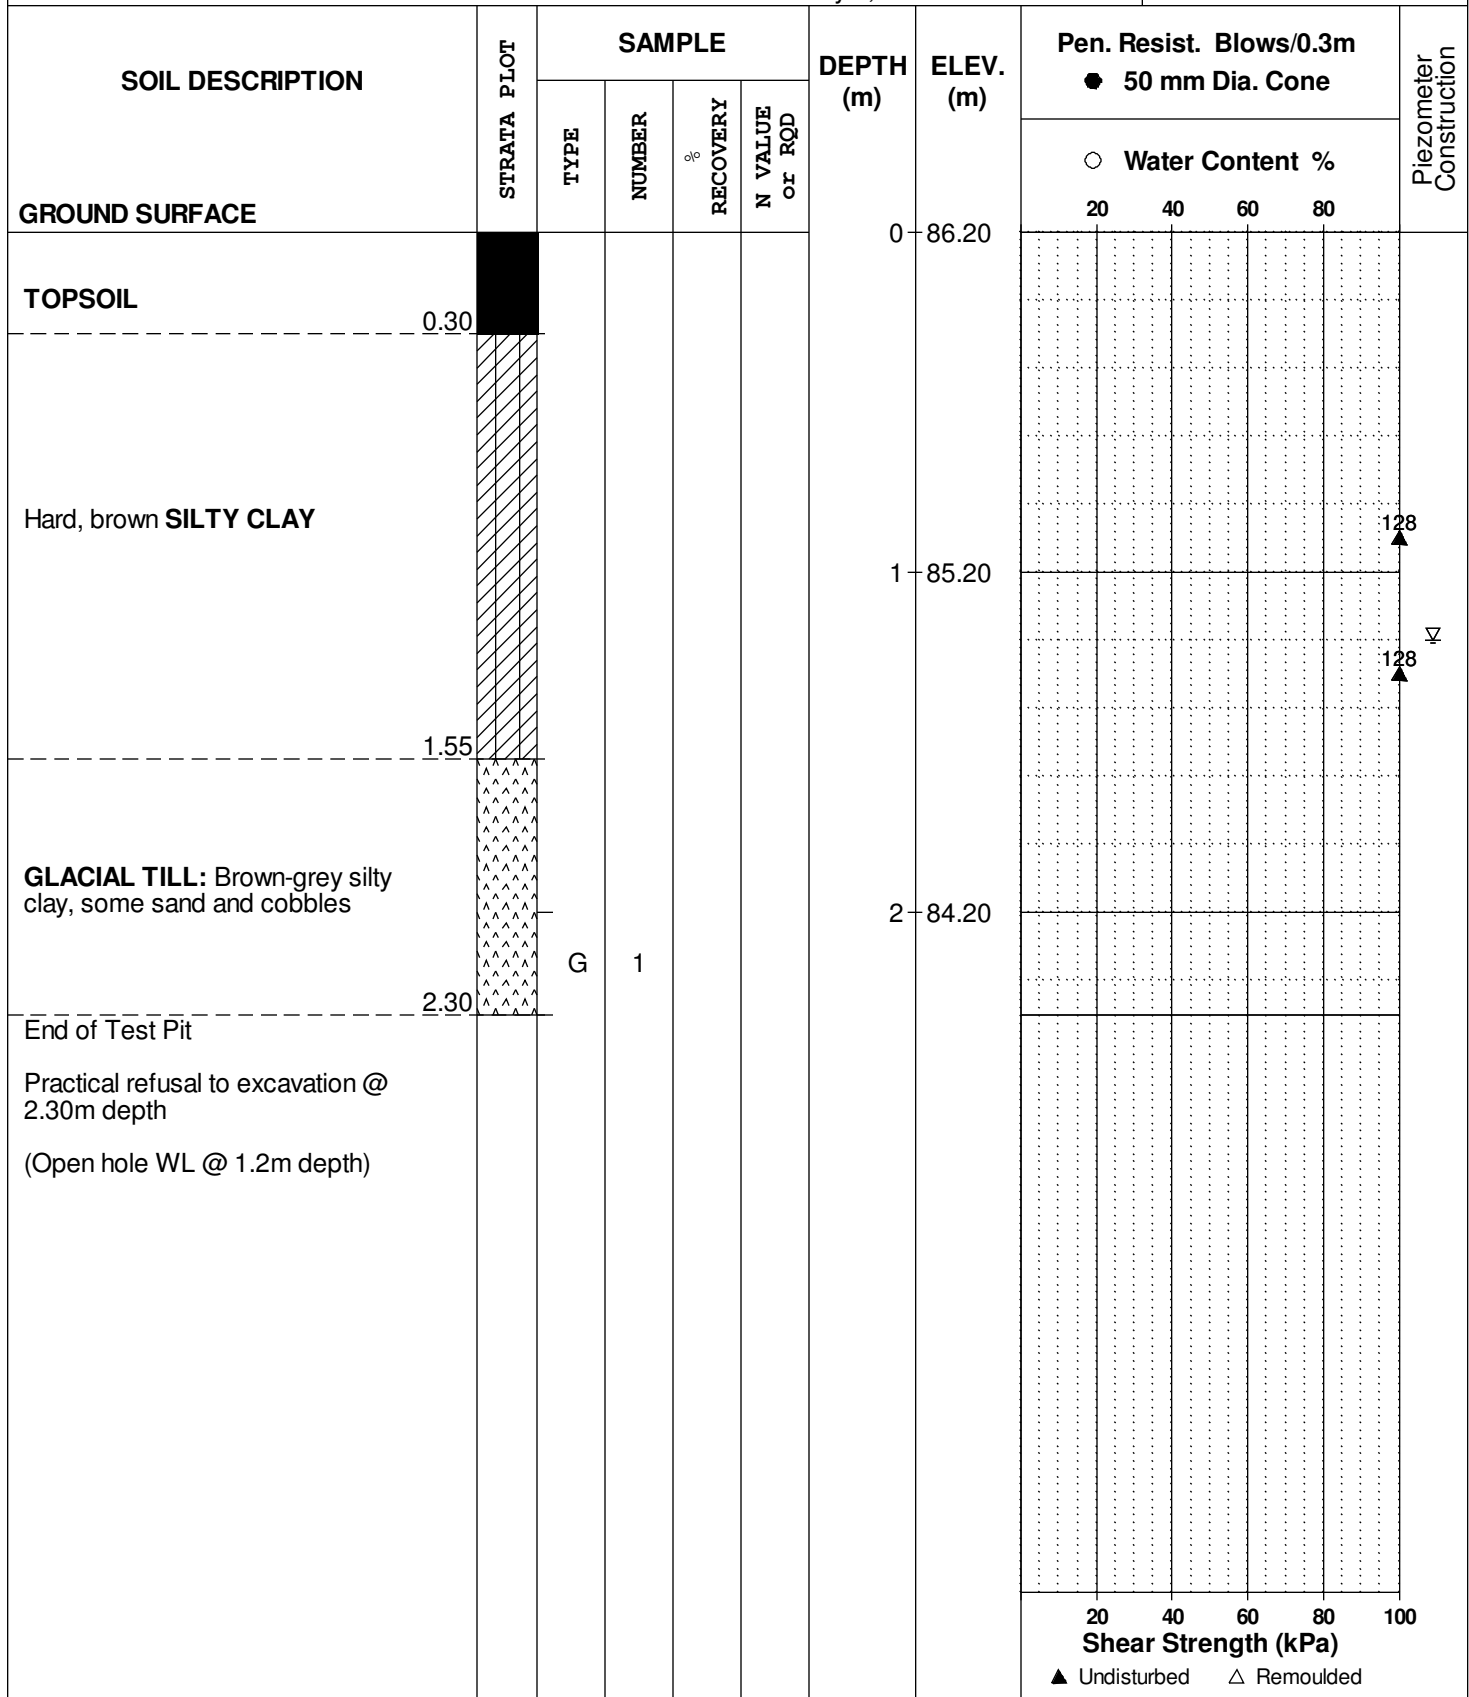 SOIL DESCRIPTION
GROUND SURFACE
STRATA PLOT
SAMPLE
TYPE
NUMBER
%
RECOVERY
N VALUE
or RQD
DEPTH
(m)
ELEV.
(m)
Pen. Resist. Blows/0.3m
● 50 mm Dia. Cone
○ Water Content %
20 40 60 80
Piezometer
Construction
0 86.20
TOPSOIL
0.30
Hard, brown SILTY CLAY
128
1 85.20
128
1.55
GLACIAL TILL: Brown-grey silty
clay, some sand and cobbles
2 84.20
G 1
2.30
End of Test Pit
Practical refusal to excavation @
2.30m depth
(Open hole WL @ 1.2m depth)
20 40 60 80 100
Shear Strength (kPa)
▲ Undisturbed △ Remoulded